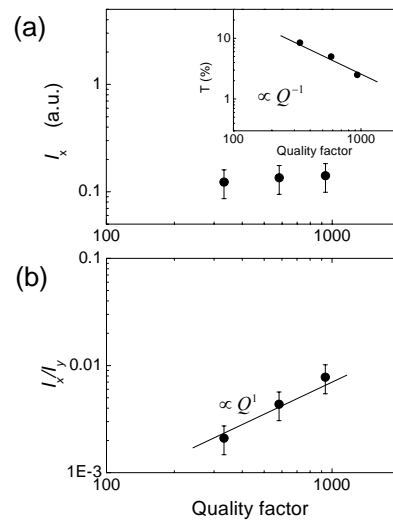 (a)
I_x (a.u.)
1
0.1
100
1000
T (%)
10
1
∝ Q^{-1}
100
1000
Quality factor
(b)
I_x/I_y
0.1
0.01
1E-3
∝ Q^1
100
1000
Quality factor